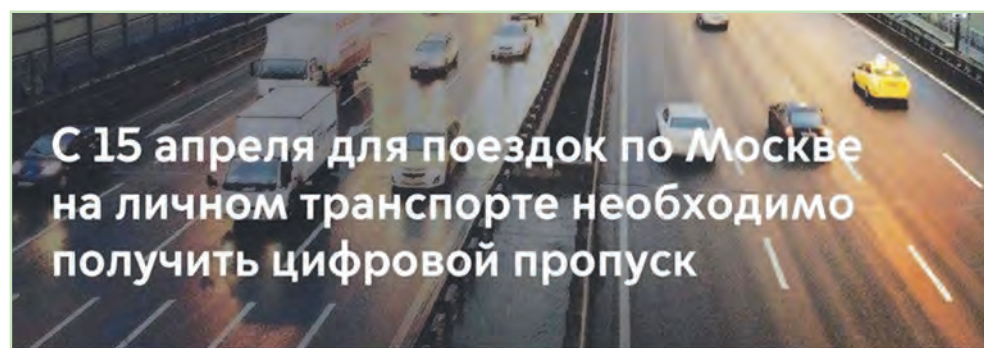 С 15 апреля для поездок по Москве
на личном транспорте необходимо
получить цифровой пропуск